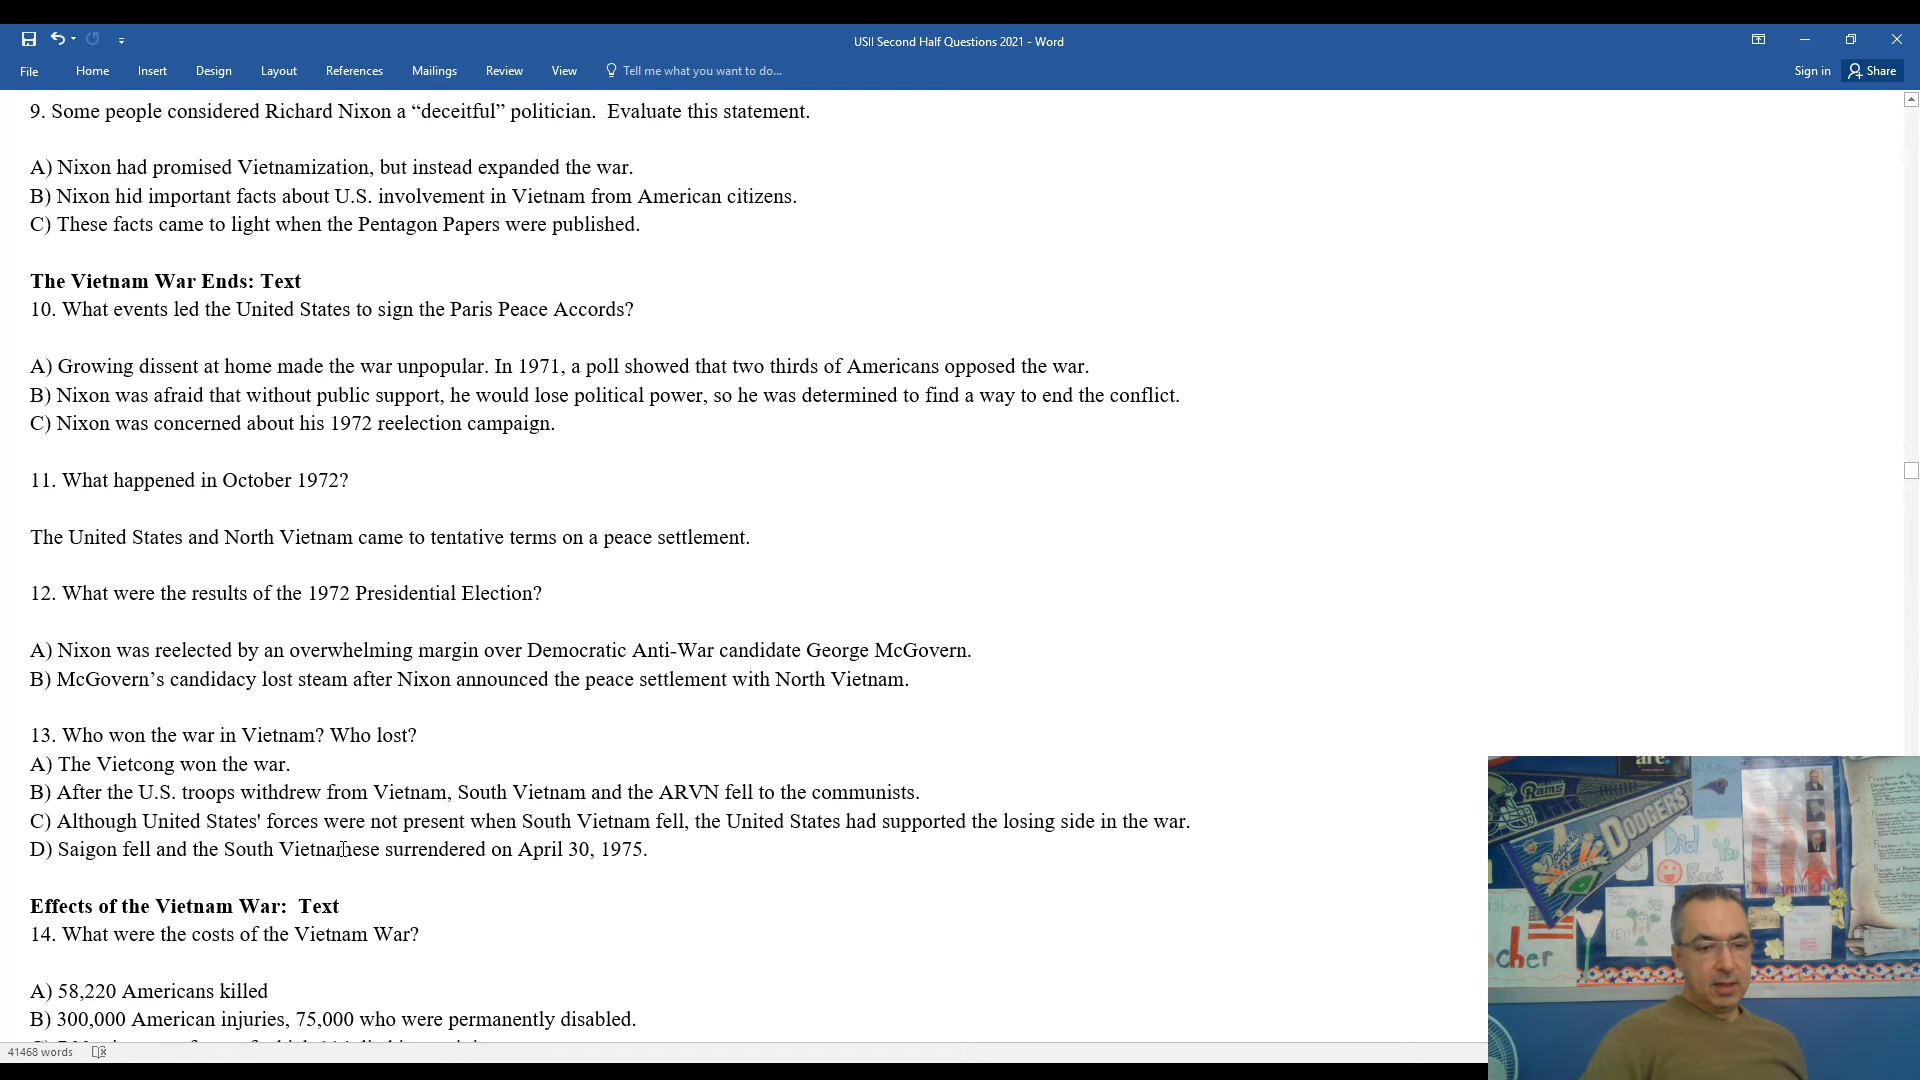 USII Second Half Questions 2021 - Word
File Home Insert Design Layout References Mailings Review View Tell me what you want to do... Sign in Share
9. Some people considered Richard Nixon a “deceitful” politician.  Evaluate this statement.
A) Nixon had promised Vietnamization, but instead expanded the war.
B) Nixon hid important facts about U.S. involvement in Vietnam from American citizens.
C) These facts came to light when the Pentagon Papers were published.
The Vietnam War Ends: Text
10. What events led the United States to sign the Paris Peace Accords?
A) Growing dissent at home made the war unpopular. In 1971, a poll showed that two thirds of Americans opposed the war.
B) Nixon was afraid that without public support, he would lose political power, so he was determined to find a way to end the conflict.
C) Nixon was concerned about his 1972 reelection campaign.
11. What happened in October 1972?
The United States and North Vietnam came to tentative terms on a peace settlement.
12. What were the results of the 1972 Presidential Election?
A) Nixon was reelected by an overwhelming margin over Democratic Anti-War candidate George McGovern.
B) McGovern’s candidacy lost steam after Nixon announced the peace settlement with North Vietnam.
13. Who won the war in Vietnam? Who lost?
A) The Vietcong won the war.
B) After the U.S. troops withdrew from Vietnam, South Vietnam and the ARVN fell to the communists.
C) Although United States' forces were not present when South Vietnam fell, the United States had supported the losing side in the war.
D) Saigon fell and the South Vietnamese surrendered on April 30, 1975.
Effects of the Vietnam War:  Text
14. What were the costs of the Vietnam War?
A) 58,220 Americans killed
B) 300,000 American injuries, 75,000 who were permanently disabled.
41468 words
are.
Rams
DODGERS
Dodgers
Dad
Rock
YEY!
cher